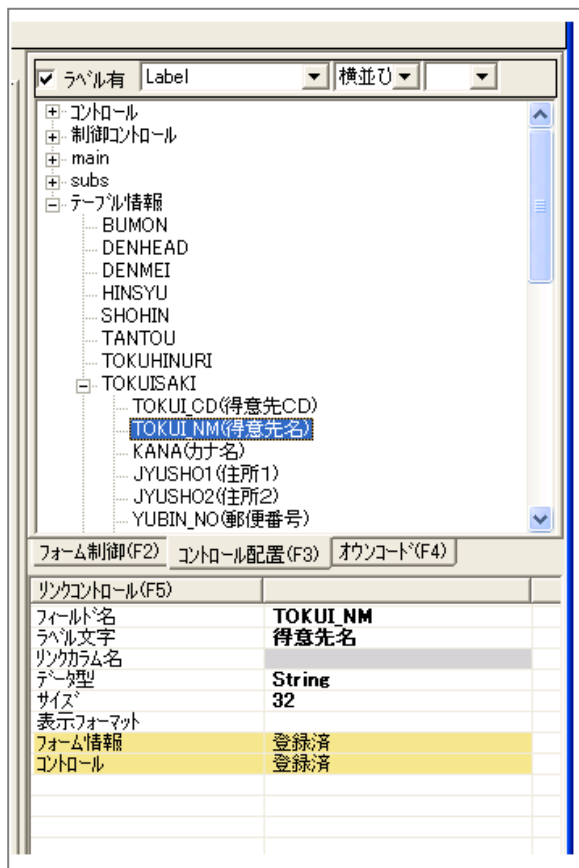 ﾗﾍﾞﾙ有 Label 横並び
ｺﾝﾄﾛｰﾙ
制御ｺﾝﾄﾛｰﾙ
main
subs
ﾃｰﾌﾞﾙ情報
BUMON
DENHEAD
DENMEI
HINSYU
SHOHIN
TANTOU
TOKUHINURI
TOKUISAKI
TOKUI_CD(得意先CD)
TOKUI_NM(得意先名)
KANA(ｶﾅ名)
JYUSHO1(住所1)
JYUSHO2(住所2)
YUBIN_NO(郵便番号)
ﾌｫｰﾑ制御(F2) ｺﾝﾄﾛｰﾙ配置(F3) ｵｳﾝｺｰﾄﾞ(F4)
ﾘﾝｸｺﾝﾄﾛｰﾙ(F5)
ﾌｨｰﾙﾄﾞ名 TOKUI_NM
ﾗﾍﾞﾙ文字 得意先名
ﾘﾝｸｶﾗﾑ名
ﾃﾞｰﾀ型 String
ｻｲｽﾞ 32
表示ﾌｫｰﾏｯﾄ
ﾌｫｰﾑ情報 登録済
ｺﾝﾄﾛｰﾙ 登録済